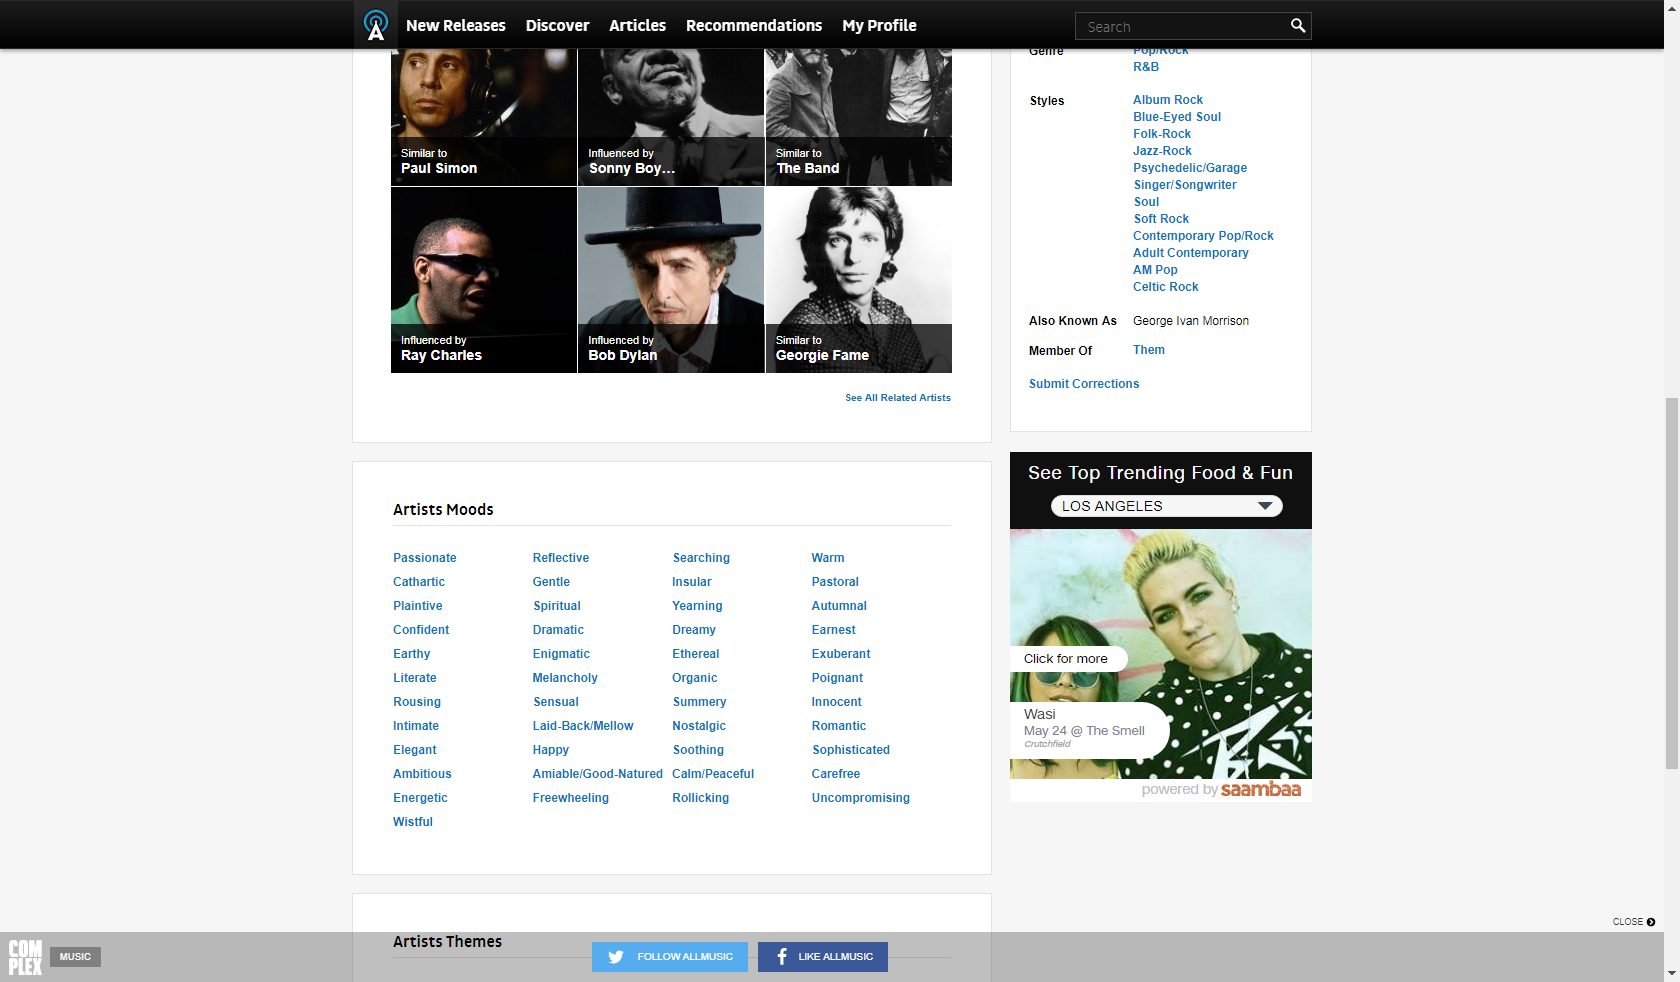 New Releases Discover Articles Recommendations My Profile
Search
Similar to
Paul Simon
Influenced by
Sonny Boy...
Similar to
The Band
Influenced by
Ray Charles
Influenced by
Bob Dylan
Similar to
Georgie Fame
See All Related Artists
Genre
Pop/Rock
R&B
Styles
Album Rock
Blue-Eyed Soul
Folk-Rock
Jazz-Rock
Psychedelic/Garage
Singer/Songwriter
Soul
Soft Rock
Contemporary Pop/Rock
Adult Contemporary
AM Pop
Celtic Rock
Also Known As George Ivan Morrison
Member Of Them
Submit Corrections
Artists Moods
Passionate Reflective Searching Warm
Cathartic Gentle Insular Pastoral
Plaintive Spiritual Yearning Autumnal
Confident Dramatic Dreamy Earnest
Earthy Enigmatic Ethereal Exuberant
Literate Melancholy Organic Poignant
Rousing Sensual Summery Innocent
Intimate Laid-Back/Mellow Nostalgic Romantic
Elegant Happy Soothing Sophisticated
Ambitious Amiable/Good-Natured Calm/Peaceful Carefree
Energetic Freewheeling Rollicking Uncompromising
Wistful
See Top Trending Food & Fun
LOS ANGELES
Click for more
Wasi
May 24 @ The Smell
Crutchfield
powered by saambaa
Artists Themes
CLOSE
COM
PLEX
MUSIC
FOLLOW ALLMUSIC
LIKE ALLMUSIC